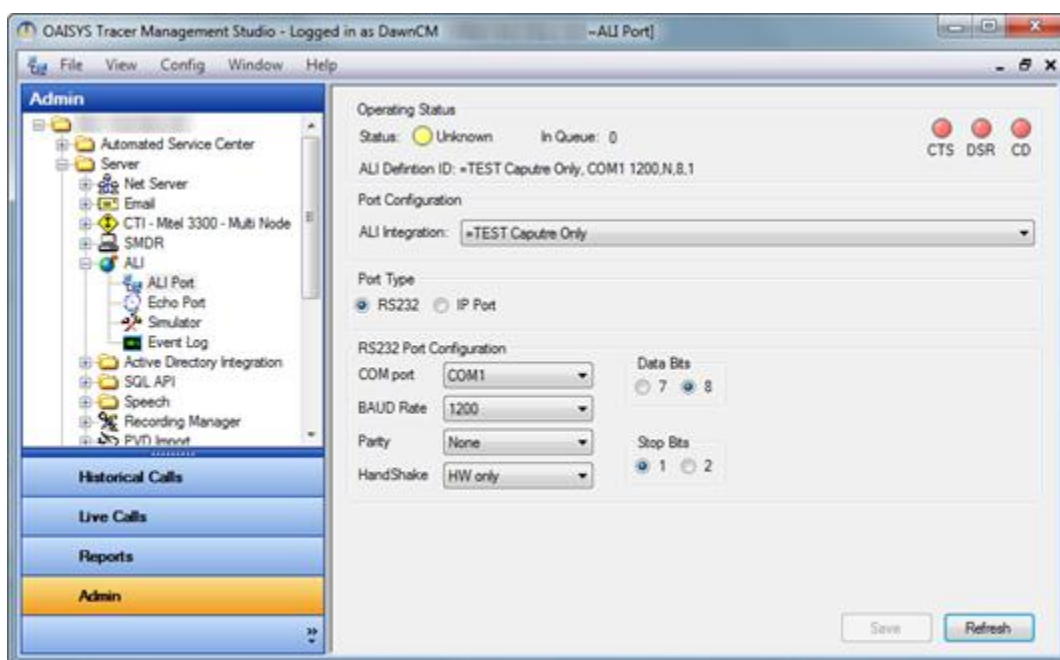 OAISYS Tracer Management Studio - Logged in as DawnCM
-ALI Port]
File View Config Window Help
Admin
Automated Service Center
Server
Net Server
Email
CTI - Mitel 3300 - Multi Node
SMDR
ALI
ALI Port
Echo Port
Simulator
Event Log
Active Directory Integration
SQL API
Speech
Recording Manager
PVD Import
Historical Calls
Live Calls
Reports
Admin
Operating Status
Status: Unknown In Queue: 0
CTS DSR CD
ALI Defintion ID: =TEST Caputre Only, COM1 1200,N,8,1
Port Configuration
ALI Integration: =TEST Caputre Only
Port Type
RS232 IP Port
RS232 Port Configuration
COM port COM1
BAUD Rate 1200
Parity None
HandShake HW only
Data Bits
7 8
Stop Bits
1 2
Save Refresh